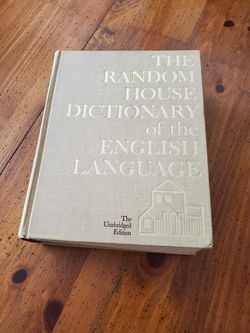 THE
RANDOM
HOUSE
DICTIONARY
of the
ENGLISH
LANGUAGE
The
Unabridged
Edition